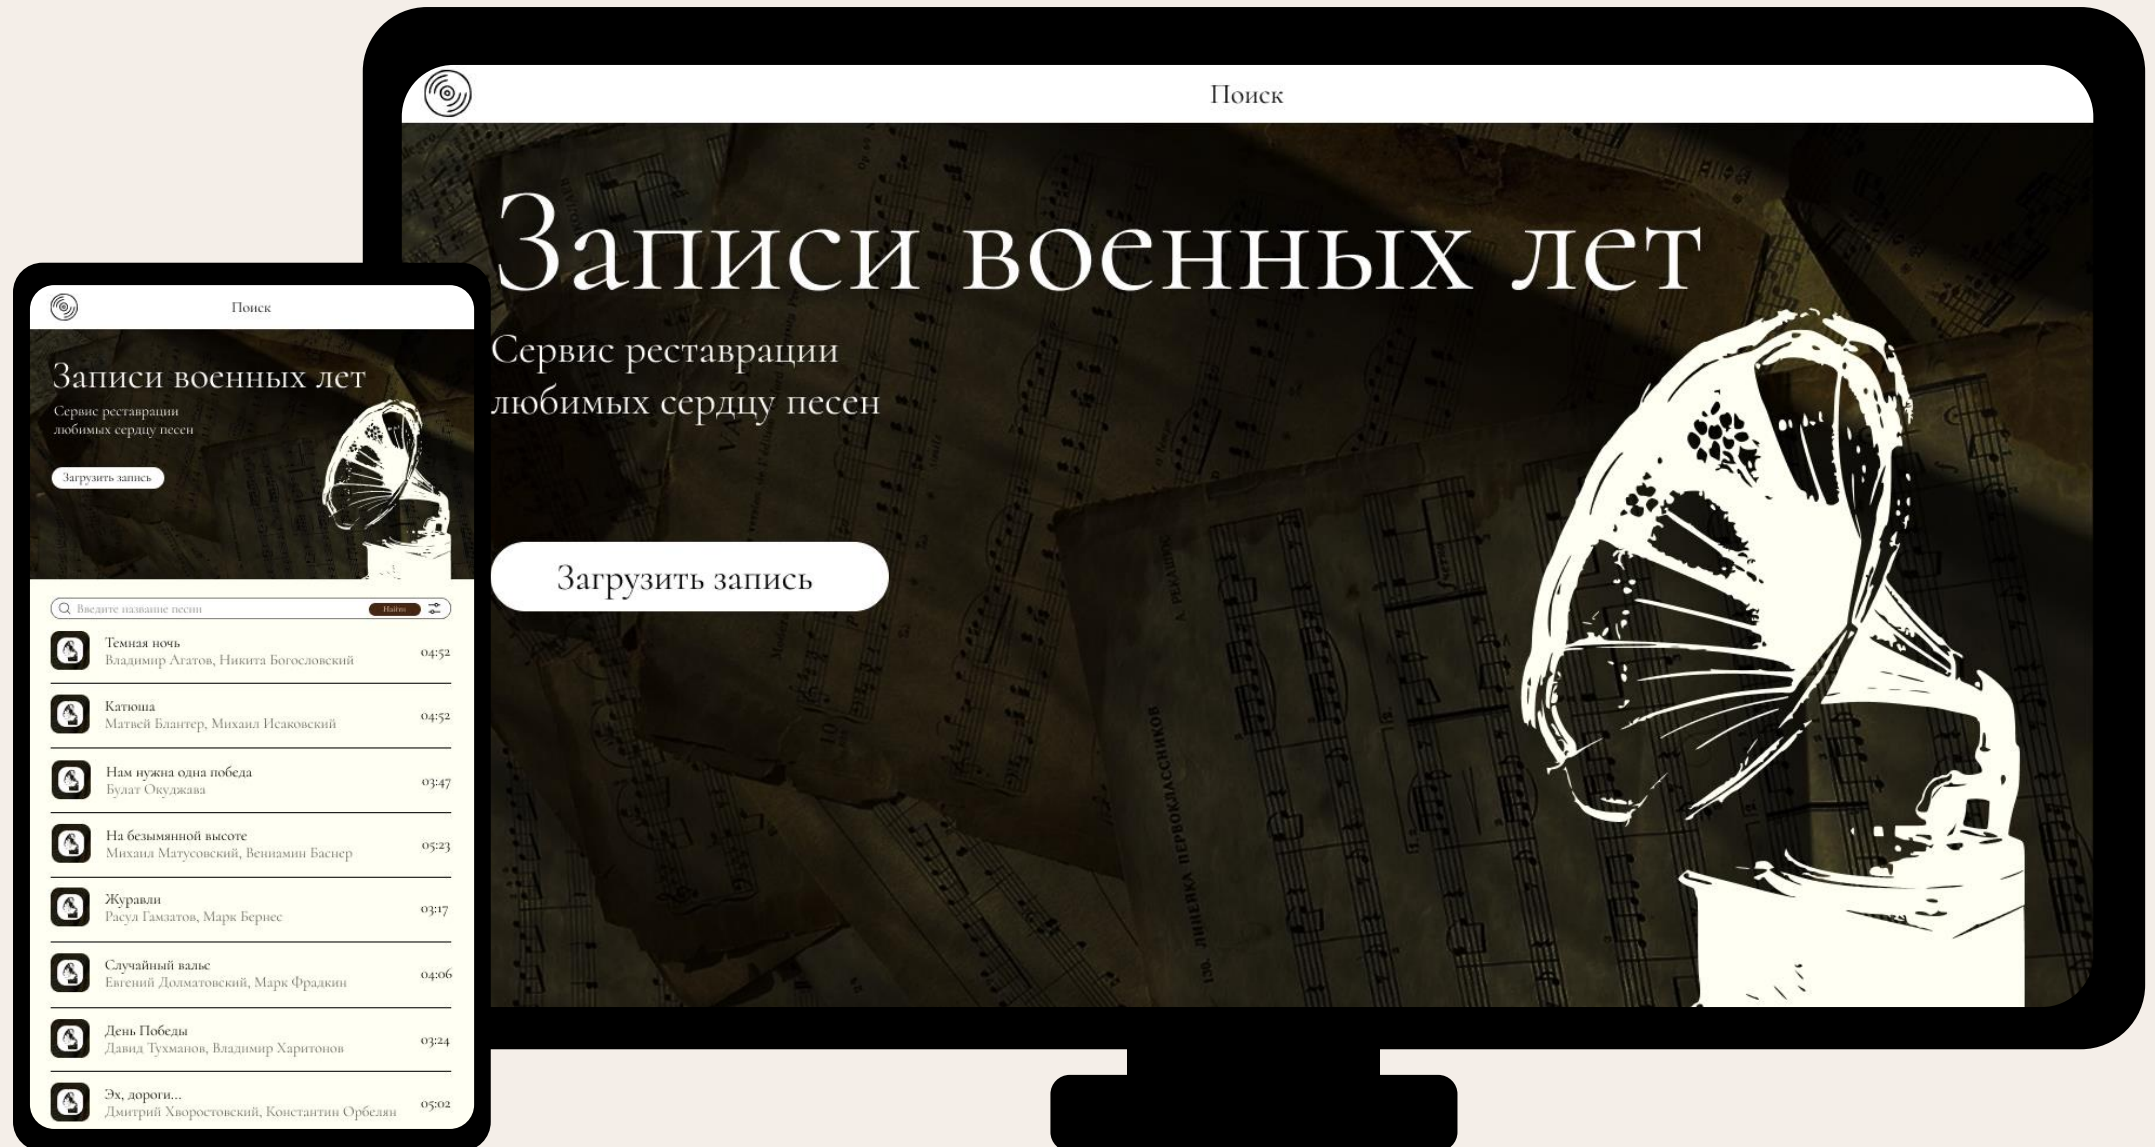 Поиск
Записи военных лет
Сервис реставрации
любимых сердцу песен
Загрузить запись
ЛИНЕЙКА ПЕРВОКЛАССНИКОВ
Поиск
Записи военных лет
Сервис реставрации
любимых сердцу песен
Загрузить запись
Введите название песни
Найти
Темная ночь
Владимир Агатов, Никита Богословский
04:52
Катюша
Матвей Блантер, Михаил Исаковский
04:52
Нам нужна одна победа
Булат Окуджава
03:47
На безымянной высоте
Михаил Матусовский, Вениамин Баснер
05:23
Журавли
Расул Гамзатов, Марк Бернес
03:17
Случайный вальс
Евгений Долматовский, Марк Фрадкин
04:06
День Победы
Давид Тухманов, Владимир Харитонов
03:24
Эх, дороги...
Дмитрий Хворостовский, Константин Орбелян
05:02